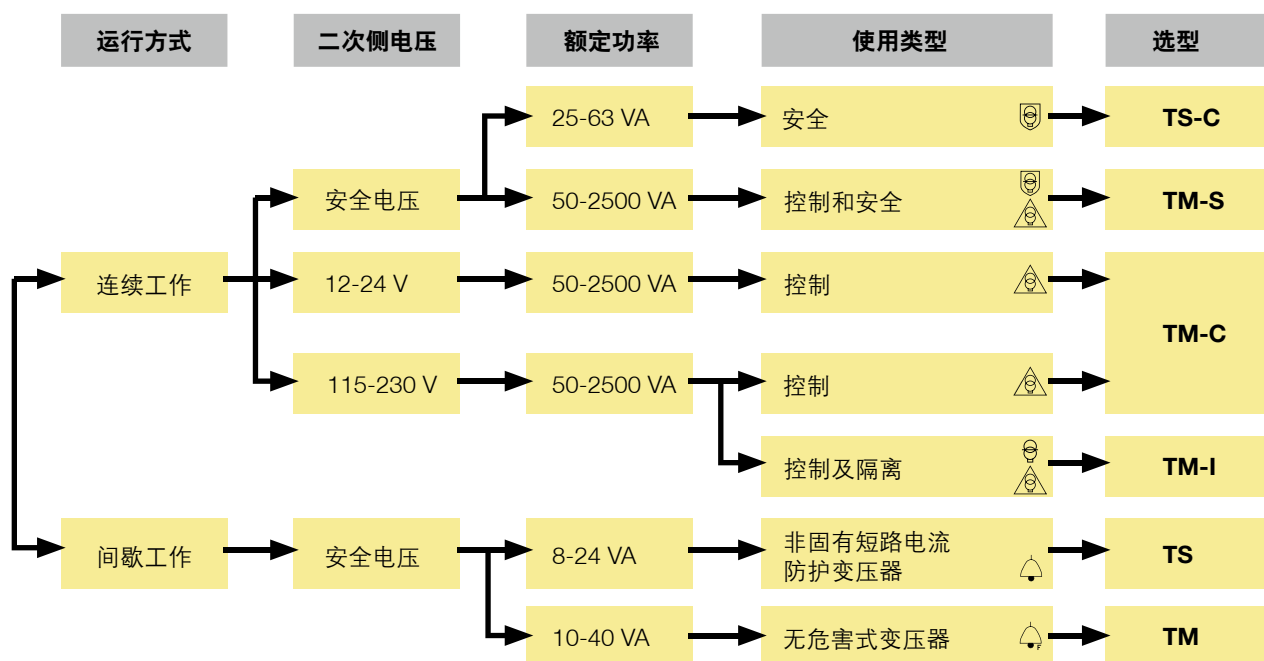 运行方式 二次侧电压 额定功率 使用类型 选型
25-63 VA 安全 TS-C
安全电压 50-2500 VA 控制和安全 TM-S
连续工作 12-24 V 50-2500 VA 控制
TM-C
115-230 V 50-2500 VA 控制
控制及隔离 TM-I
间歇工作 安全电压 8-24 VA 非固有短路电流
防护变压器 TS
10-40 VA 无危害式变压器 F TM